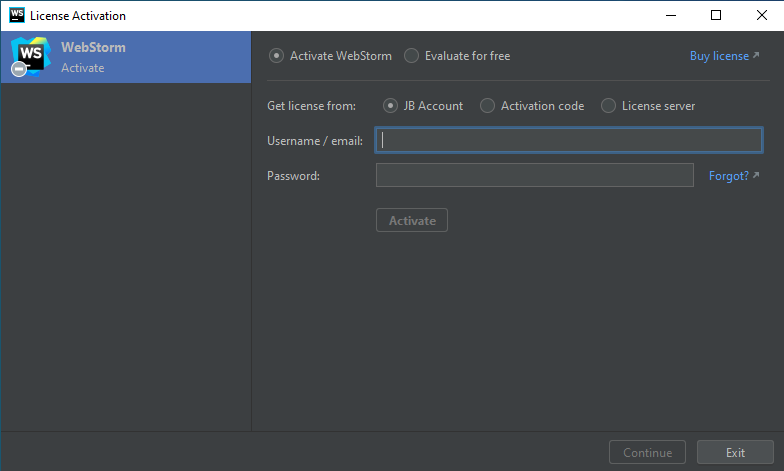 WS License Activation
WS WebStorm
Activate
Activate WebStorm Evaluate for free Buy license
Get license from: JB Account Activation code License server
Username / email:
Password: Forgot?
Activate
Continue Exit